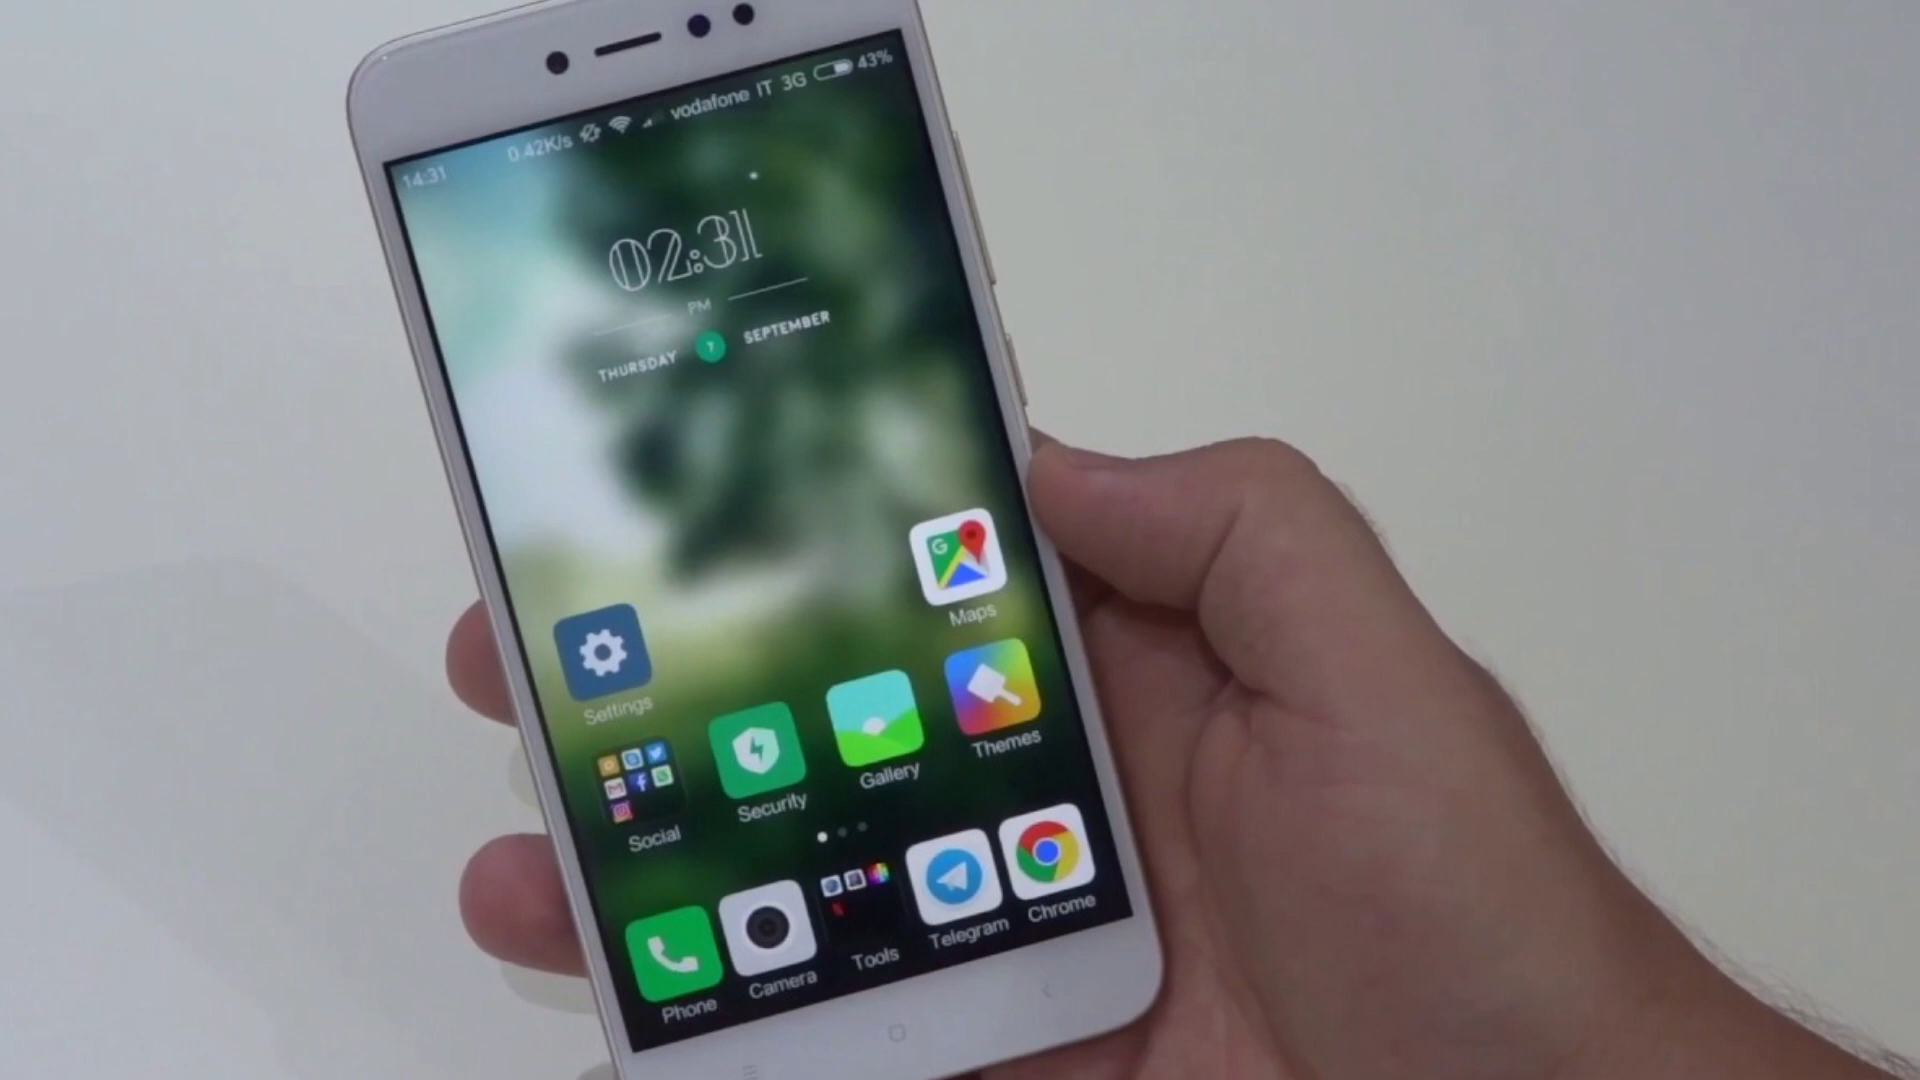 14:31 0.42K/s vodafone IT 3G 43%
02:31
PM
THURSDAY 7 SEPTEMBER
G
Maps
Settings
Themes
Gallery
Security
Social
Chrome
Telegram
Tools
Camera
Phone